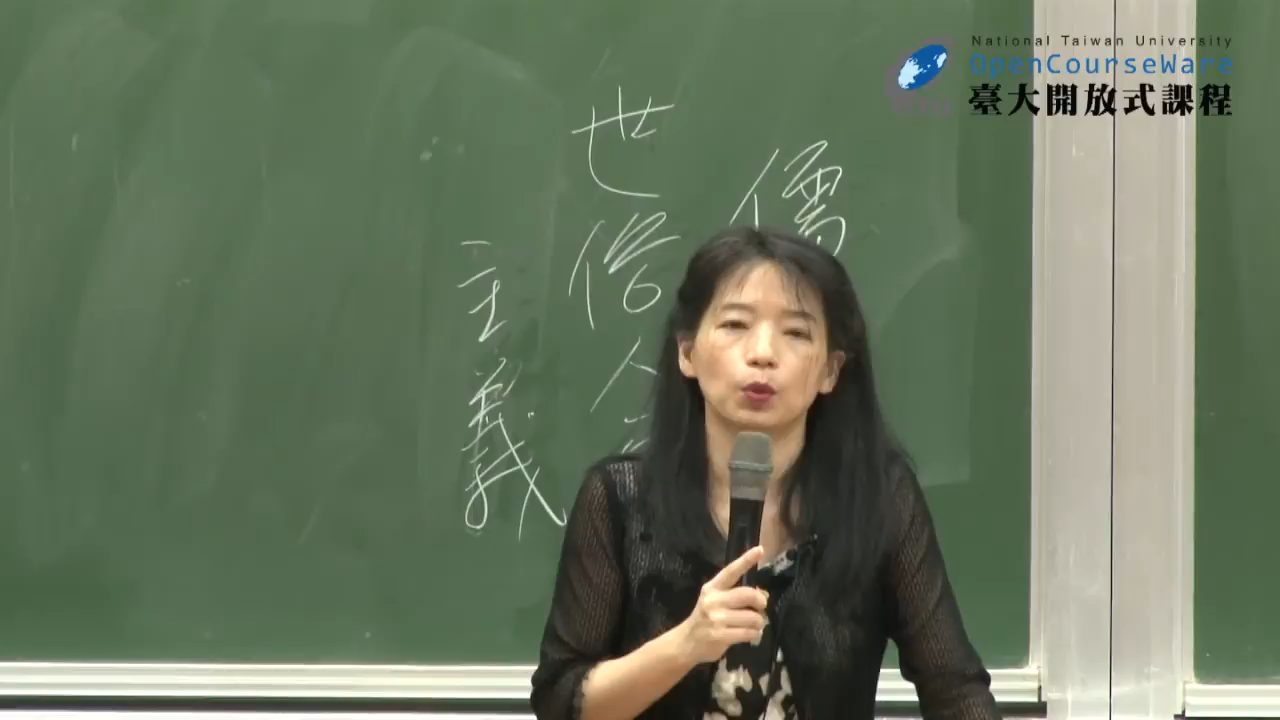 National Taiwan University
OpenCourseWare
臺大開放式課程
儒
世俗人
主義